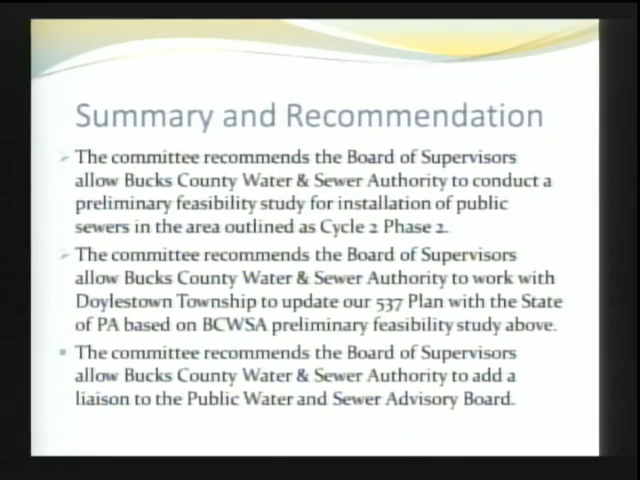 Summary and Recommendation
The committee recommends the Board of Supervisors
allow Bucks County Water & Sewer Authority to conduct a
preliminary feasibility study for installation of public
sewers in the area outlined as Cycle 2 Phase 2.
The committee recommends the Board of Supervisors
allow Bucks County Water & Sewer Authority to work with
Doylestown Township to update our 537 Plan with the State
of PA based on BCWSA preliminary feasibility study above.
The committee recommends the Board of Supervisors
allow Bucks County Water & Sewer Authority to add a
liaison to the Public Water and Sewer Advisory Board.